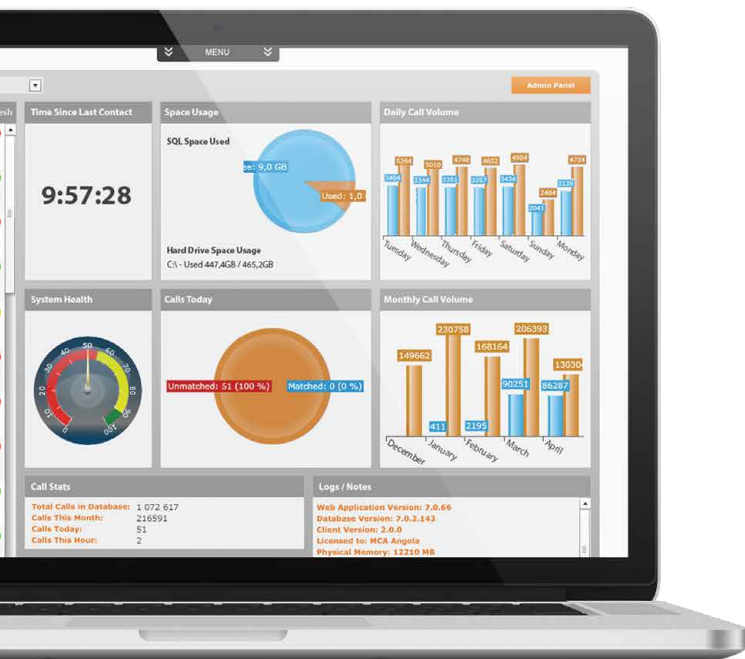 MENU
Admin Panel
esh
Time Since Last Contact
9:57:28
Space Usage
SQL Space Used
ee: 9,0 GB
Used: 1,0
Hard Drive Space Usage
C:\ - Used 447,4GB / 465,2GB
Daily Call Volume
5264
5010
4748
4652
4804
2464
4734
3484
3344
3381
3357
3434
2041
3129
Tuesday
Wednesday
Thursday
Friday
Saturday
Sunday
Monday
System Health
0
10
20
30
40
50
60
70
80
90
100
Calls Today
Unmatched: 51 (100 %)
Matched: 0 (0 %)
Monthly Call Volume
149662
230758
168164
206393
13030
411
2195
90251
86287
December
January
February
March
April
Call Stats
Total Calls in Database: 1 072 617
Calls This Month: 216591
Calls Today: 51
Calls This Hour: 2
Logs / Notes
Web Application Version: 7.0.66
Database Version: 7.0.2.143
Client Version: 2.0.0
Licensed to: MCA Angola
Physical Memory: 12210 MB